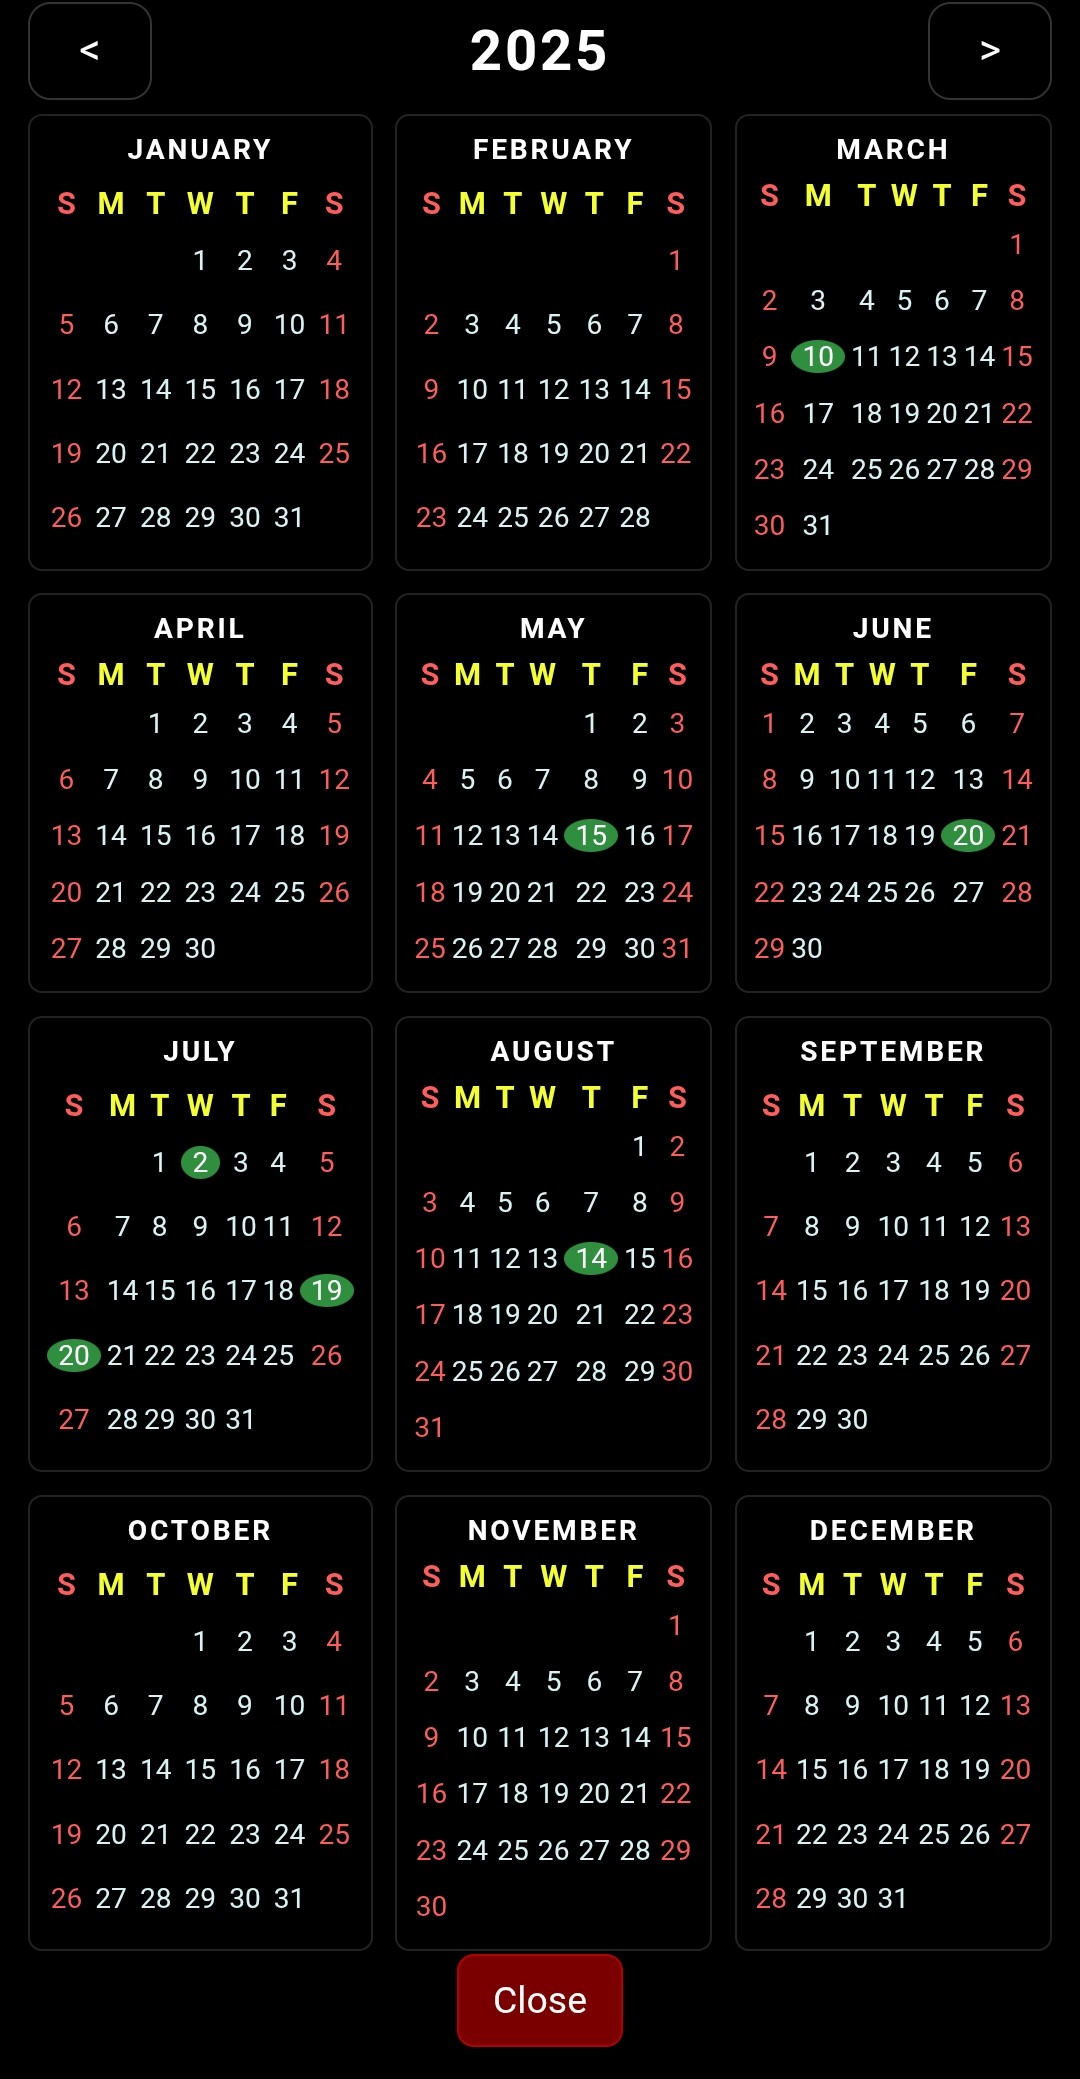 < 2025 >
JANUARY
S M T W T F S
1 2 3 4
5 6 7 8 9 10 11
12 13 14 15 16 17 18
19 20 21 22 23 24 25
26 27 28 29 30 31
FEBRUARY
S M T W T F S
1
2 3 4 5 6 7 8
9 10 11 12 13 14 15
16 17 18 19 20 21 22
23 24 25 26 27 28
MARCH
S M T W T F S
1
2 3 4 5 6 7 8
9 10 11 12 13 14 15
16 17 18 19 20 21 22
23 24 25 26 27 28 29
30 31
APRIL
S M T W T F S
1 2 3 4 5
6 7 8 9 10 11 12
13 14 15 16 17 18 19
20 21 22 23 24 25 26
27 28 29 30
MAY
S M T W T F S
1 2 3
4 5 6 7 8 9 10
11 12 13 14 15 16 17
18 19 20 21 22 23 24
25 26 27 28 29 30 31
JUNE
S M T W T F S
1 2 3 4 5 6 7
8 9 10 11 12 13 14
15 16 17 18 19 20 21
22 23 24 25 26 27 28
29 30
JULY
S M T W T F S
1 2 3 4 5
6 7 8 9 10 11 12
13 14 15 16 17 18 19
20 21 22 23 24 25 26
27 28 29 30 31
AUGUST
S M T W T F S
1 2
3 4 5 6 7 8 9
10 11 12 13 14 15 16
17 18 19 20 21 22 23
24 25 26 27 28 29 30
31
SEPTEMBER
S M T W T F S
1 2 3 4 5 6
7 8 9 10 11 12 13
14 15 16 17 18 19 20
21 22 23 24 25 26 27
28 29 30
OCTOBER
S M T W T F S
1 2 3 4
5 6 7 8 9 10 11
12 13 14 15 16 17 18
19 20 21 22 23 24 25
26 27 28 29 30 31
NOVEMBER
S M T W T F S
1
2 3 4 5 6 7 8
9 10 11 12 13 14 15
16 17 18 19 20 21 22
23 24 25 26 27 28 29
30
DECEMBER
S M T W T F S
1 2 3 4 5 6
7 8 9 10 11 12 13
14 15 16 17 18 19 20
21 22 23 24 25 26 27
28 29 30 31
Close